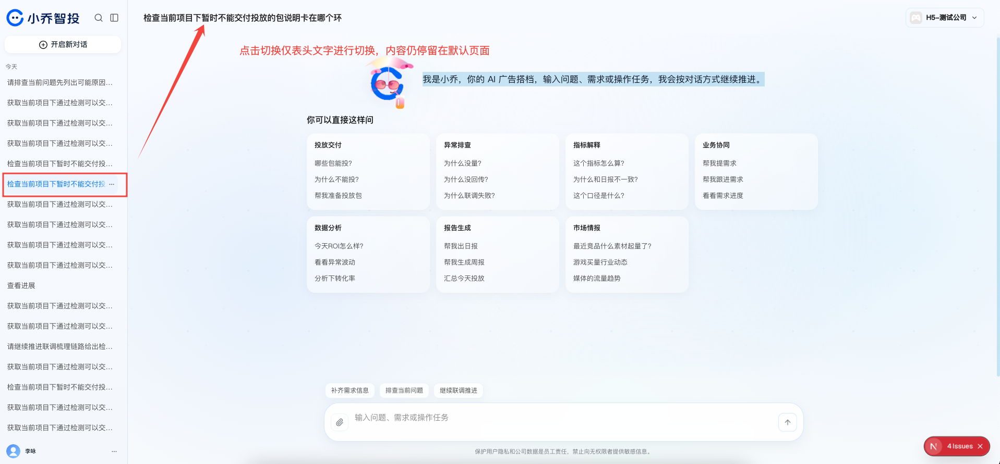 小乔智投
开启新对话
今天
请排查当前问题先列出可能原因...
获取当前项目下通过检测可以交...
获取当前项目下通过检测可以交...
获取当前项目下通过检测可以交...
检查当前项目下暂时不能交付投...
检查当前项目下暂时不能交付投 ...
获取当前项目下通过检测可以交...
获取当前项目下通过检测可以交...
获取当前项目下通过检测可以交...
获取当前项目下通过检测可以交...
查看进展
获取当前项目下通过检测可以交...
获取当前项目下通过检测可以交...
请继续推进联调梳理链路给出检...
获取当前项目下通过检测可以交...
检查当前项目下暂时不能交付投...
获取当前项目下通过检测可以交...
获取当前项目下通过检测可以交...
李咏 ...
检查当前项目下暂时不能交付投放的包说明卡在哪个环
H5-测试公司
点击切换仅表头文字进行切换，内容仍停留在默认页面
我是小乔，你的 AI 广告搭档，输入问题、需求或操作任务，我会按对话方式继续推进。
你可以直接这样问
投放交付
哪些包能投?
为什么不能投?
帮我准备投放包
异常排查
为什么没量?
为什么没回传?
为什么联调失败?
指标解释
这个指标怎么算?
为什么和日报不一致?
这个口径是什么?
业务协同
帮我提需求
帮我跟进需求
看看需求进度
数据分析
今天ROI怎么样?
看看异常波动
分析下转化率
报告生成
帮我出日报
帮我生成周报
汇总今天投放
市场情报
最近竞品什么素材起量了?
游戏买量行业动态
媒体的流量趋势
补齐需求信息
排查当前问题
继续联调推进
输入问题、需求或操作任务
保护用户隐私和公司数据是员工责任，禁止向无权限者提供敏感信息。
N 4 Issues